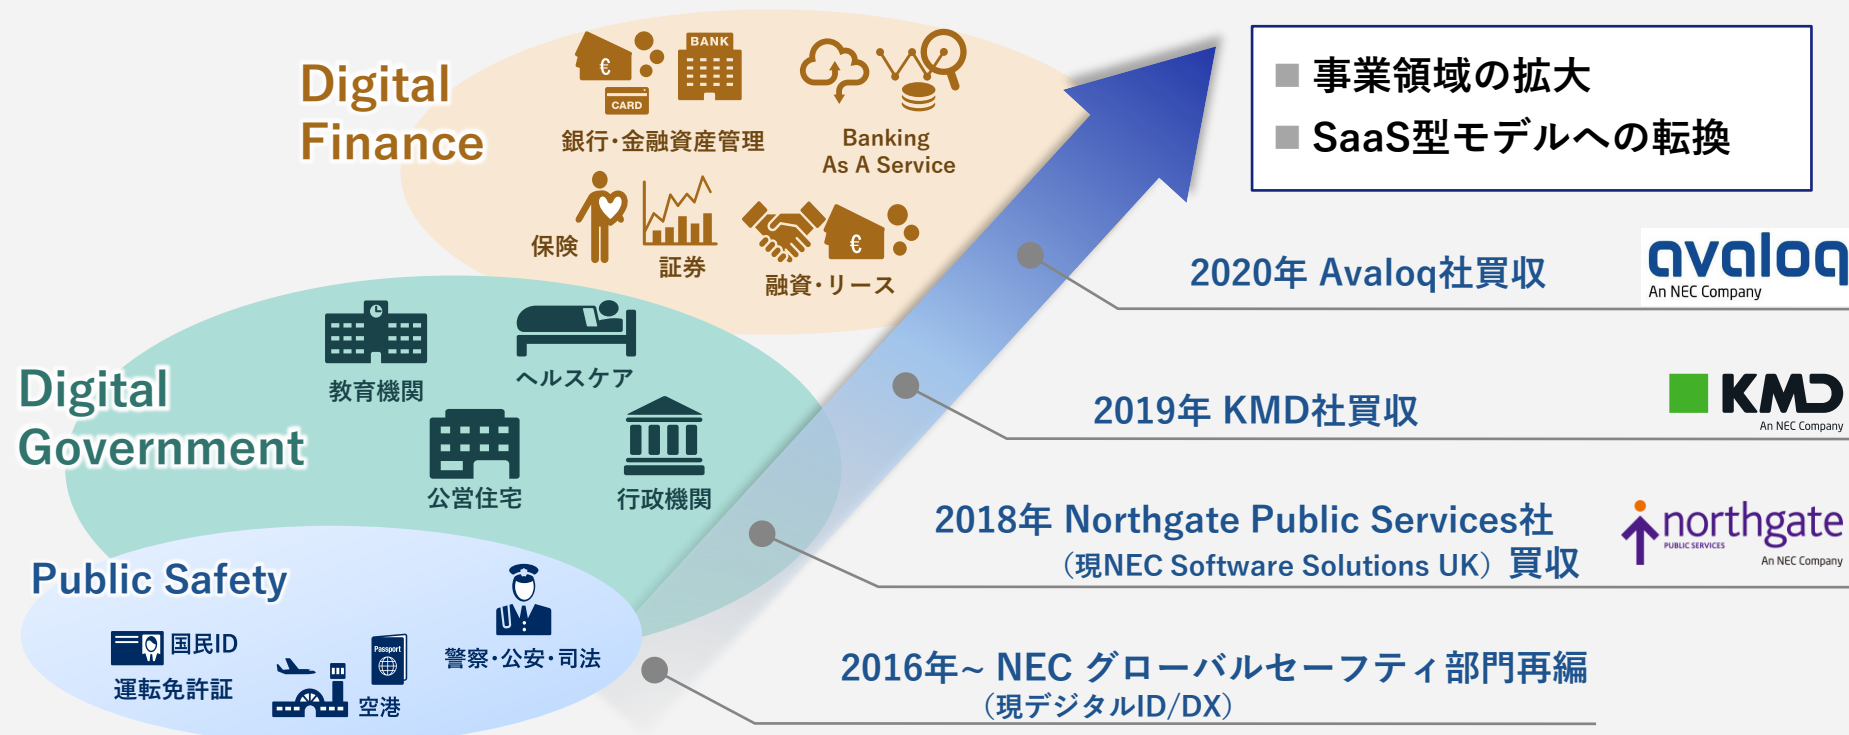 Digital
Finance
€
CARD
BANK
銀行・金融資産管理
Banking
As A Service
保険
証券
€
融資・リース
■ 事業領域の拡大
■ SaaS型モデルへの転換
2020年 Avaloq社買収
avaloq
An NEC Company
Digital
Government
教育機関
ヘルスケア
公営住宅
行政機関
2019年 KMD社買収
KMD
An NEC Company
2018年 Northgate Public Services社
（現NEC Software Solutions UK）買収
northgate
PUBLIC SERVICES
An NEC Company
Public Safety
国民ID
運転免許証
Passport
空港
警察・公安・司法
2016年~ NEC グローバルセーフティ部門再編
（現デジタルID/DX）